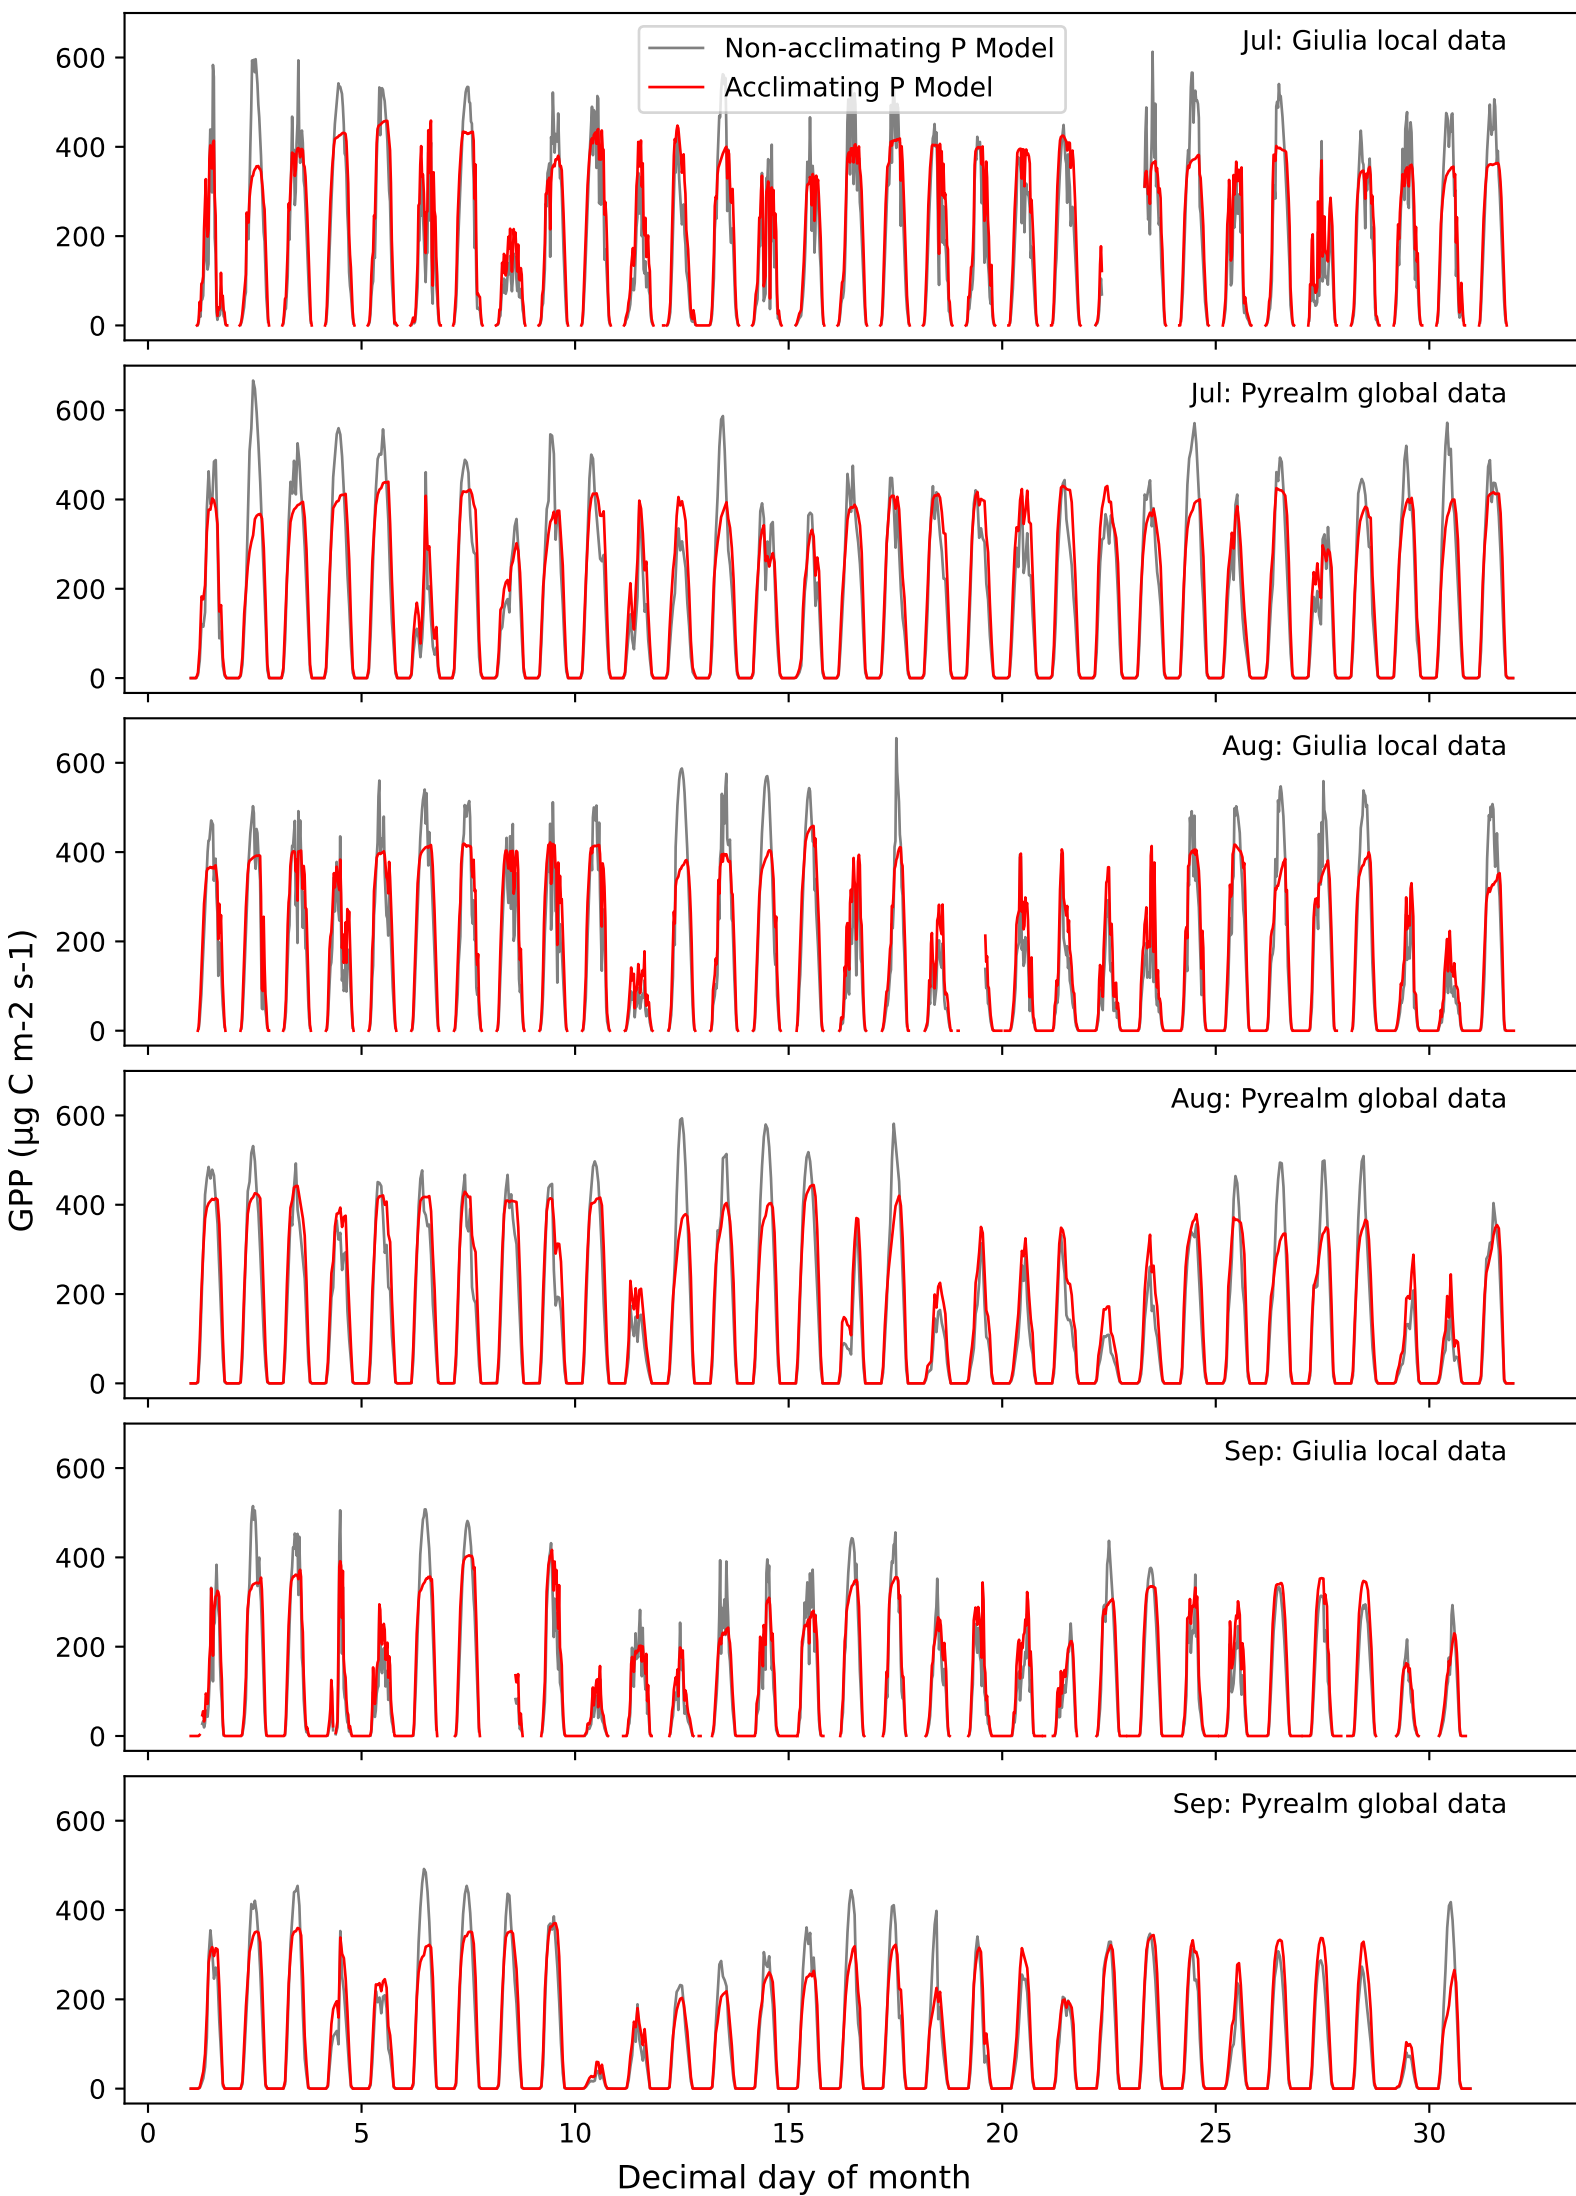 Non-acclimating P Model
Acclimating P Model
Jul: Giulia local data
600
400
200
0
Jul: Pyrealm global data
600
400
200
0
Aug: Giulia local data
600
400
200
0
GPP (μg C m-2 s-1)
Aug: Pyrealm global data
600
400
200
0
Sep: Giulia local data
600
400
200
0
Sep: Pyrealm global data
600
400
200
0
0 5 10 15 20 25 30
Decimal day of month